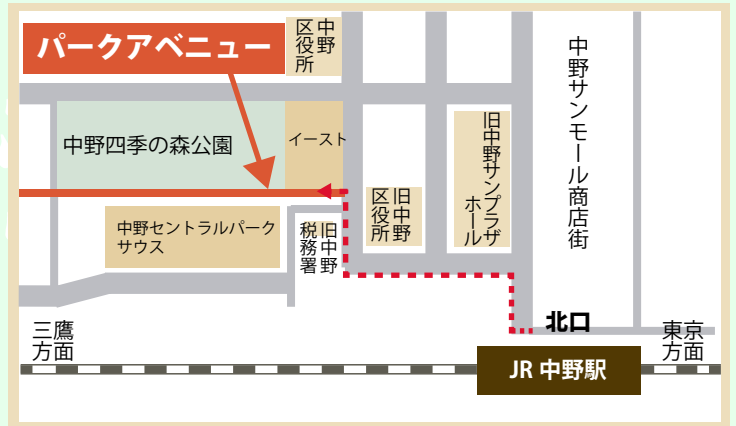 パークアベニュー
中野
区役所
中野四季の森公園
イースト
中野セントラルパーク
サウス
旧中野
税務署
旧中野
区役所
旧中野サンプラザ
ホール
中野サンモール商店街
北口
三鷹
方面
東京
方面
JR 中野駅